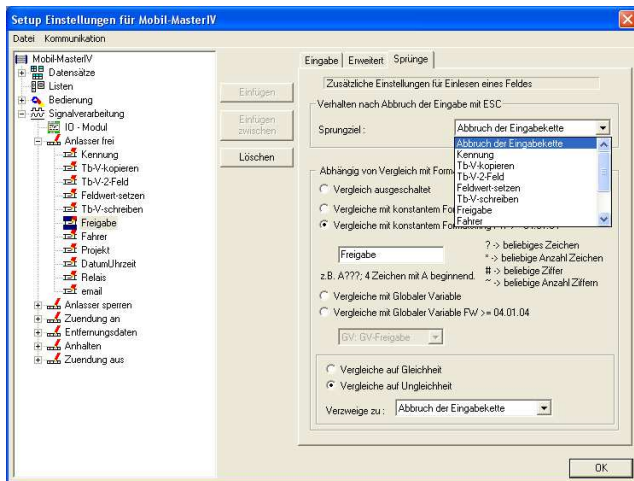 Setup Einstellungen für Mobil-MasterIV
Datei Kommunikation
Mobil-MasterIV
Datensätze
Listen
Bedienung
Signalverarbeitung
IO - Modul
Anlasser frei
Kennung
Tb-V-kopieren
Tb-V-2-Feld
Feldwert-setzen
Tb-V-schreiben
Freigabe
Fahrer
Projekt
DatumUhrzeit
Relais
email
Anlasser sperren
Zuendung an
Entfernungsdaten
Anhalten
Zuendung aus
Einfügen
Einfügen
zwischen
Löschen
Eingabe Erweitert Sprünge
Zusätzliche Einstellungen für Einlesen eines Feldes
Verhalten nach Abbruch der Eingabe mit ESC
Sprungziel : Abbruch der Eingabekette
Abbruch der Eingabekette
Kennung
Tb-V-kopieren
Tb-V-2-Feld
Feldwert-setzen
Tb-V-schreiben
Freigabe
Fahrer
Abhängig von Vergleich mit
Vergleich ausgeschaltet
Vergleiche mit konstantem
Vergleiche mit konstantem
Freigabe
? -> beliebiges Zeichen
* -> beliebige Anzahl Zeichen
# -> beliebige Ziffer
~ -> beliebige Anzahl Ziffern
z.B. A???; 4 Zeichen mit A beginnend.
Vergleiche mit Globaler Variable
Vergleiche mit Globaler Variable FW >= 04.01.04
GV: GV-Freigabe
Vergleiche auf Gleichheit
Vergleiche auf Ungleichheit
Verzweige zu : Abbruch der Eingabekette
OK